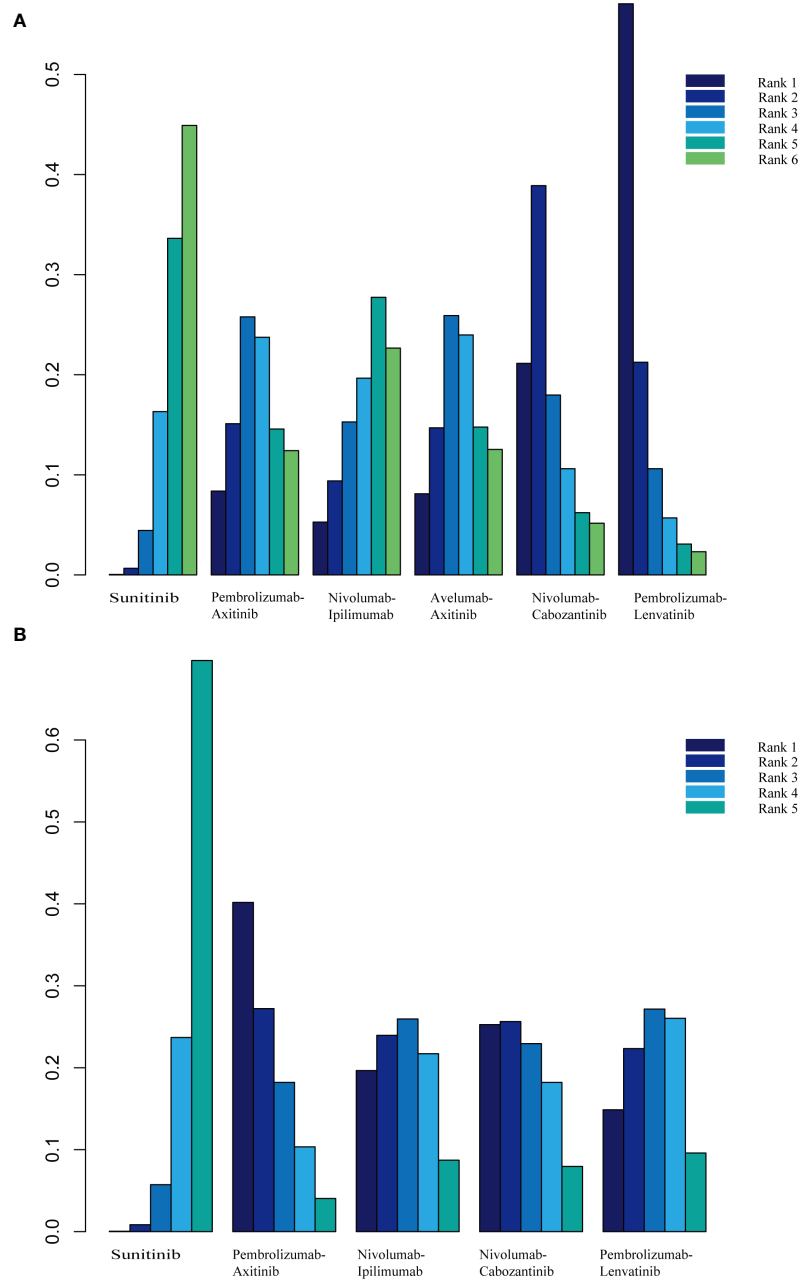 A
0.5
0.4
0.3
0.2
0.1
0.0
Rank 1
Rank 2
Rank 3
Rank 4
Rank 5
Rank 6
Sunitinib
Pembrolizumab-
Axitinib
Nivolumab-
Ipilimumab
Avelumab-
Axitinib
Nivolumab-
Cabozantinib
Pembrolizumab-
Lenvatinib
B
0.6
0.5
0.4
0.3
0.2
0.1
0.0
Rank 1
Rank 2
Rank 3
Rank 4
Rank 5
Sunitinib
Pembrolizumab-
Axitinib
Nivolumab-
Ipilimumab
Nivolumab-
Cabozantinib
Pembrolizumab-
Lenvatinib